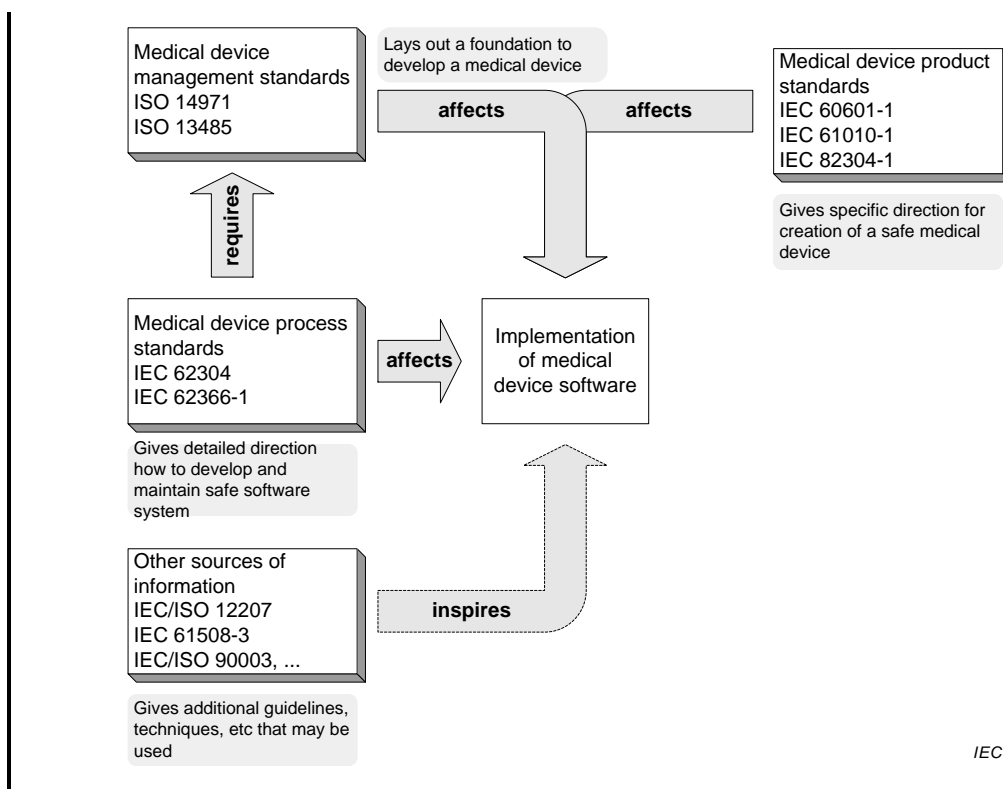 Medical device
management standards
ISO 14971
ISO 13485
Lays out a foundation to
develop a medical device
affects
affects
Medical device product
standards
IEC 60601-1
IEC 61010-1
IEC 82304-1
Gives specific direction for
creation of a safe medical
device
requires
Medical device process
standards
IEC 62304
IEC 62366-1
Gives detailed direction
how to develop and
maintain safe software
system
affects
Implementation
of medical
device software
Other sources of
information
IEC/ISO 12207
IEC 61508-3
IEC/ISO 90003, ...
Gives additional guidelines,
techniques, etc that may be
used
inspires
IEC